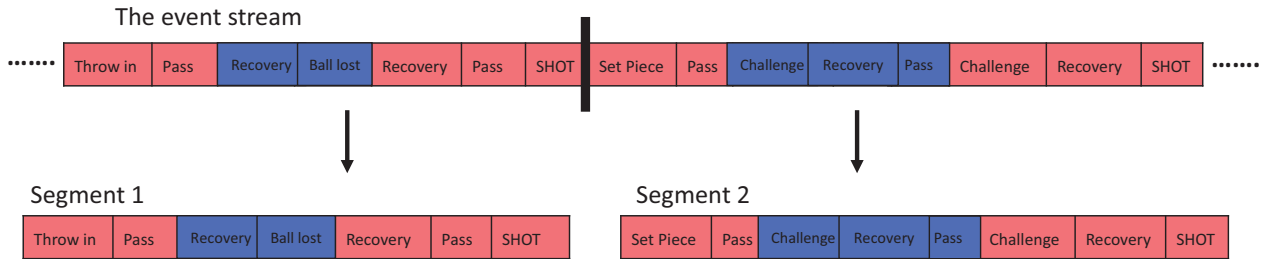 The event stream
....... Throw in Pass Recovery Ball lost Recovery Pass SHOT Set Piece Pass Challenge Recovery Pass Challenge Recovery SHOT .......
Segment 1 Segment 2
Throw in Pass Recovery Ball lost Recovery Pass SHOT Set Piece Pass Challenge Recovery Pass Challenge Recovery SHOT